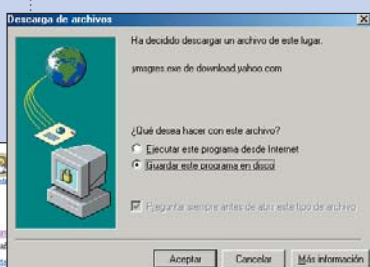 Descarga de archivos
Ha decidido descargar un archivo de este lugar.
ymsgres.exe de download.yahoo.com
¿Qué desea hacer con este archivo?
Ejecutar este programa desde Internet
Guardar este programa en disco
Preguntar siempre antes de abrir este tipo de archivo
Aceptar
Cancelar
Más información